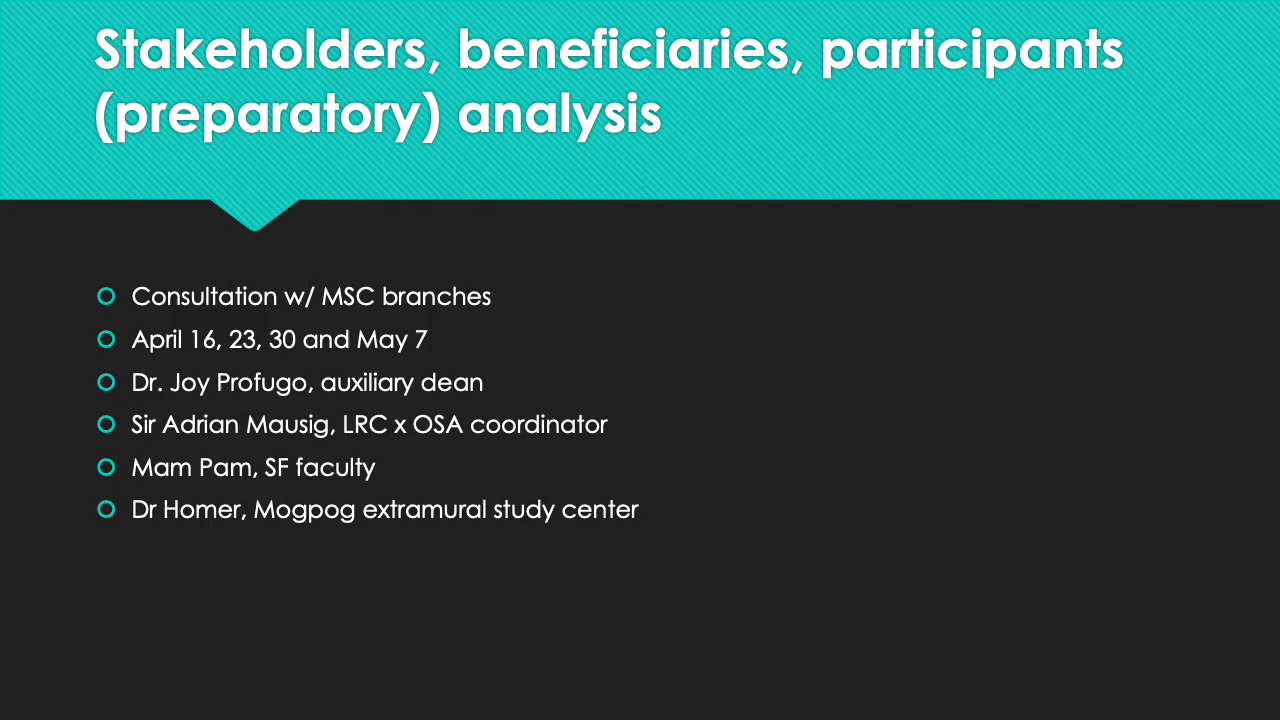 Stakeholders, beneficiaries, participants
(preparatory) analysis
Consultation w/ MSC branches
April 16, 23, 30 and May 7
Dr. Joy Profugo, auxiliary dean
Sir Adrian Mausig, LRC x OSA coordinator
Mam Pam, SF faculty
Dr Homer, Mogpog extramural study center